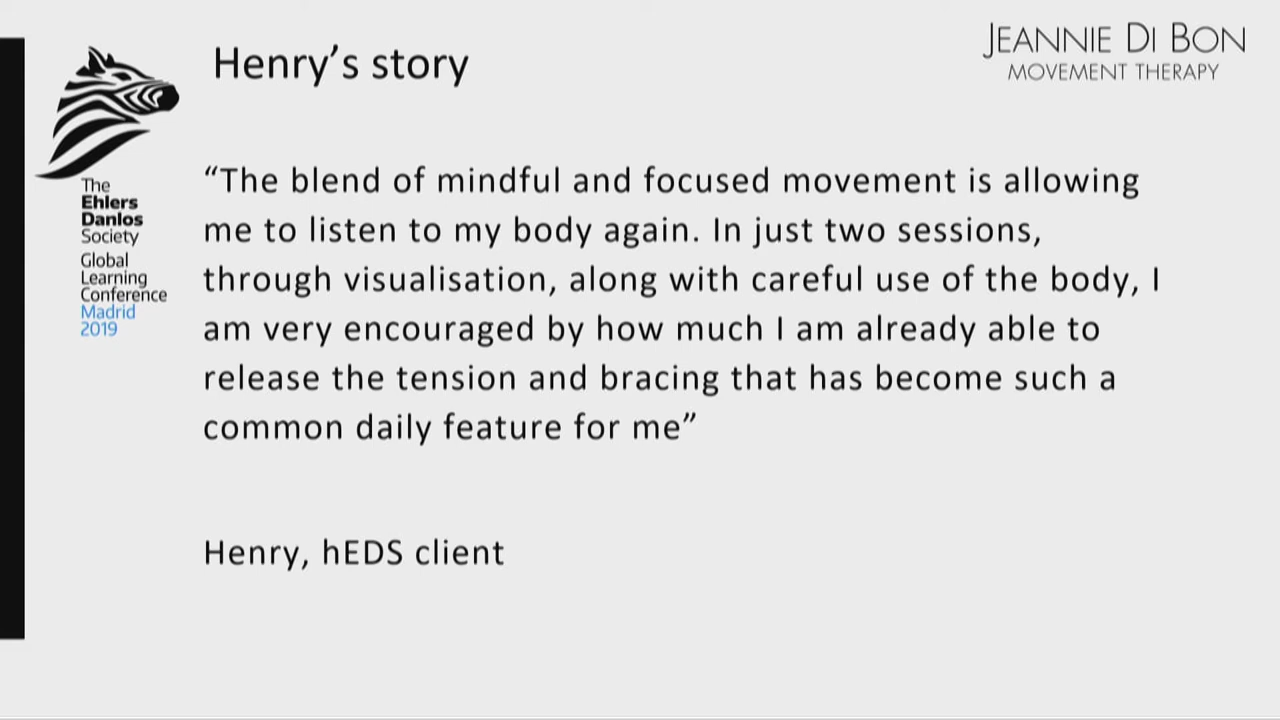 Henry’s story
JEANNIE DI BON
MOVEMENT THERAPY
The
Ehlers
Danlos
Society
Global
Learning
Conference
Madrid
2019
“The blend of mindful and focused movement is allowing
me to listen to my body again. In just two sessions,
through visualisation, along with careful use of the body, I
am very encouraged by how much I am already able to
release the tension and bracing that has become such a
common daily feature for me”
Henry, hEDS client